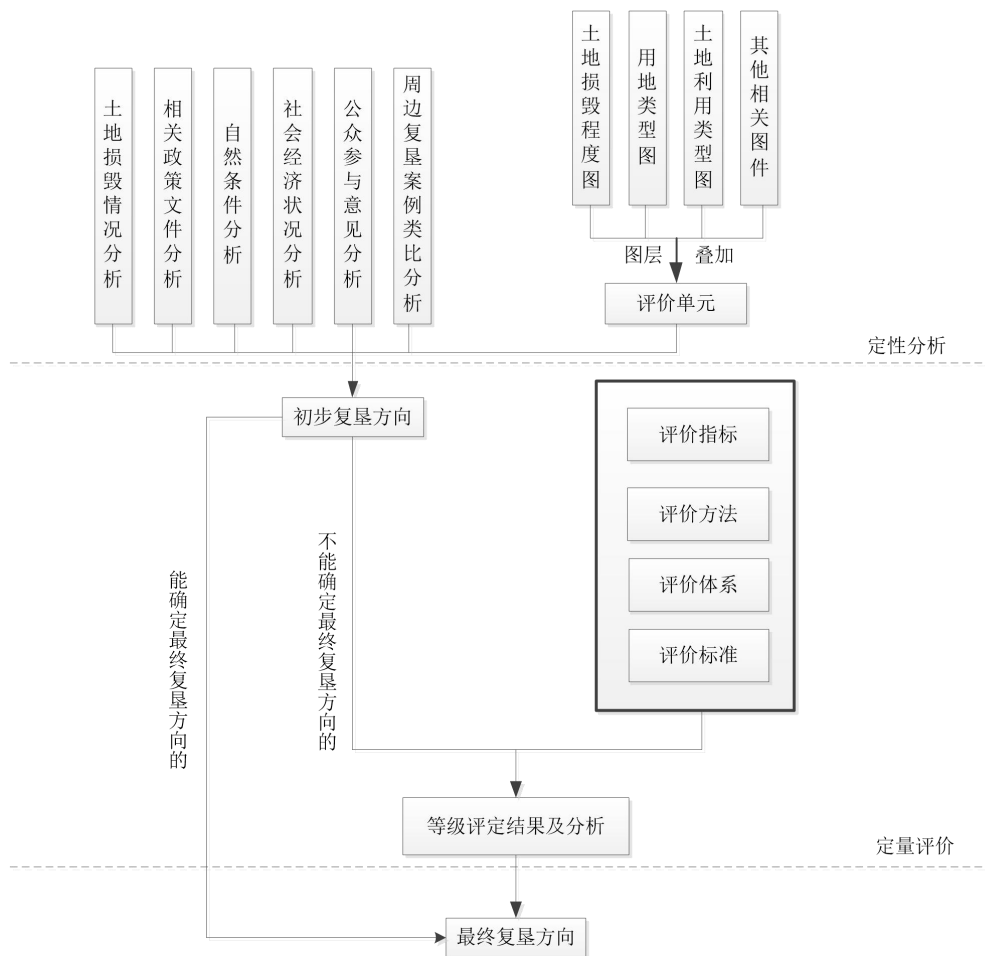 土地损毁情况分析
相关政策文件分析
自然条件分析
社会经济状况分析
公众参与意见分析
周边复垦案例类比分析
土地损毁程度图
用地类型图
土地利用类型图
其他相关图件
图层 叠加
评价单元
定性分析
初步复垦方向
评价指标
评价方法
评价体系
评价标准
能确定最终复垦方向的
不能确定最终复垦方向的
等级评定结果及分析
定量评价
最终复垦方向